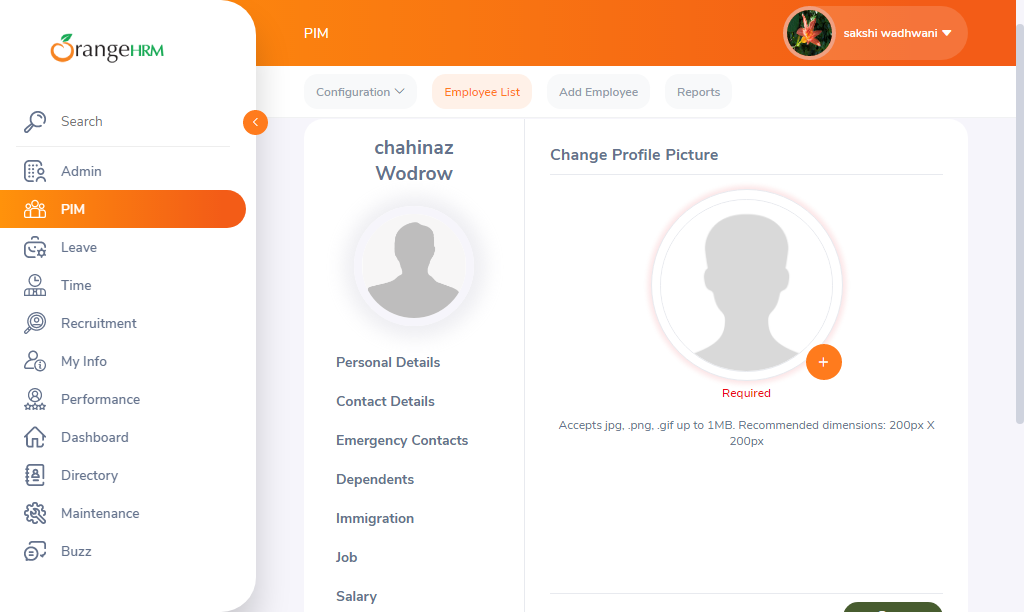 OrangeHRM
PIM
sakshi wadhwani
Configuration
Employee List
Add Employee
Reports
Search
Admin
PIM
Leave
Time
Recruitment
My Info
Performance
Dashboard
Directory
Maintenance
Buzz
chahinaz
Wodrow
Personal Details
Contact Details
Emergency Contacts
Dependents
Immigration
Job
Salary
Change Profile Picture
Required
Accepts jpg, .png, .gif up to 1MB. Recommended dimensions: 200px X
200px